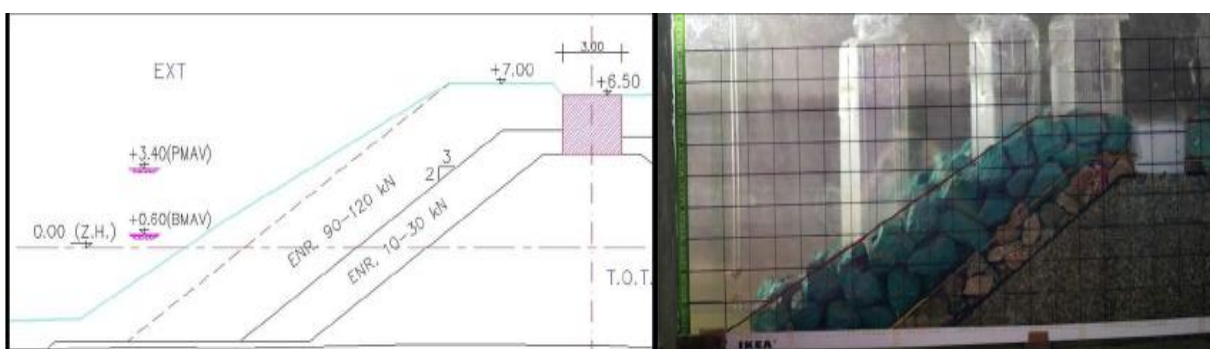 EXT
3.00
+7.00
+6.50
+3.40(PMAV)
3
2
+0.60(BMAV)
0.00 (Z.H.)
ENR. 90-120 kN
ENR. 10-30 kN
T.O.T.
IKEA